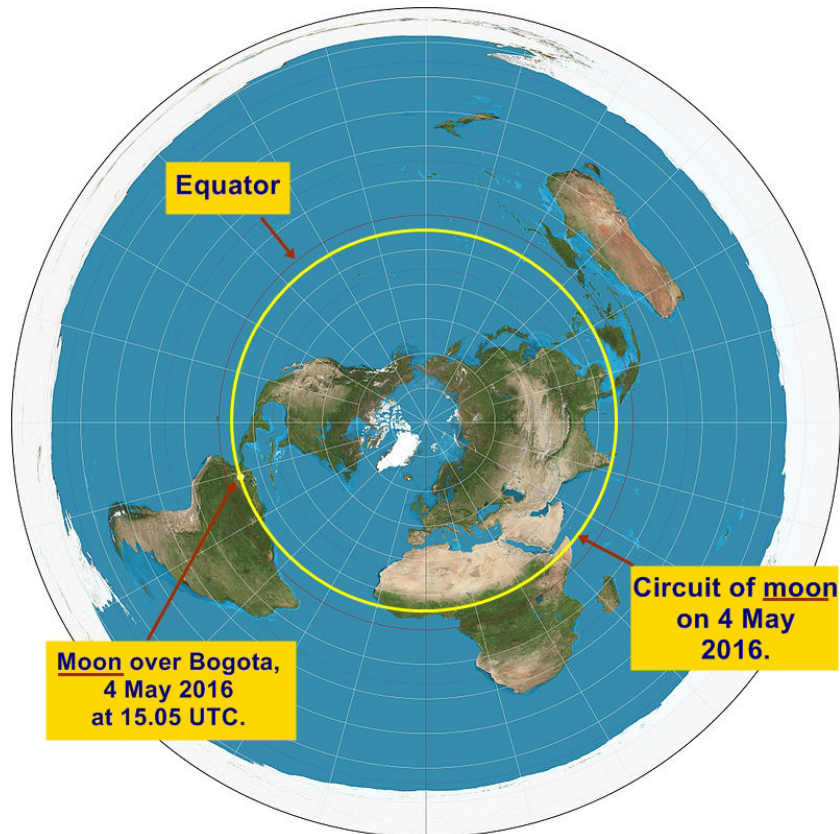 Equator
Circuit of moon
on 4 May
2016.
Moon over Bogota,
4 May 2016
at 15.05 UTC.